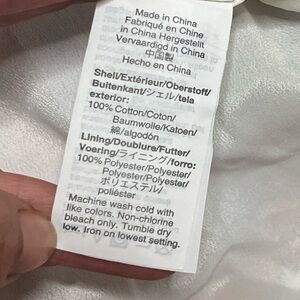 Made in China
Fabriqué en Chine
in China Hergestellt
Vervaardigd in China
中国製
Hecho en China
Shell/Extérieur/Oberstoff/
Buitenkant/シェル/tela
exterior:
100% Cotton/Coton/
Baumwolle/Katoen/
綿/algodón
Lining/Doublure/Futter/
Voering/ライニング/forro:
100% Polyester/Polyester/
Polyester/Polyester/
ポリエステル/
poliéster
Machine wash cold with
like colors. Non-chlorine
bleach only. Tumble dry
low. Iron on lowest setting.